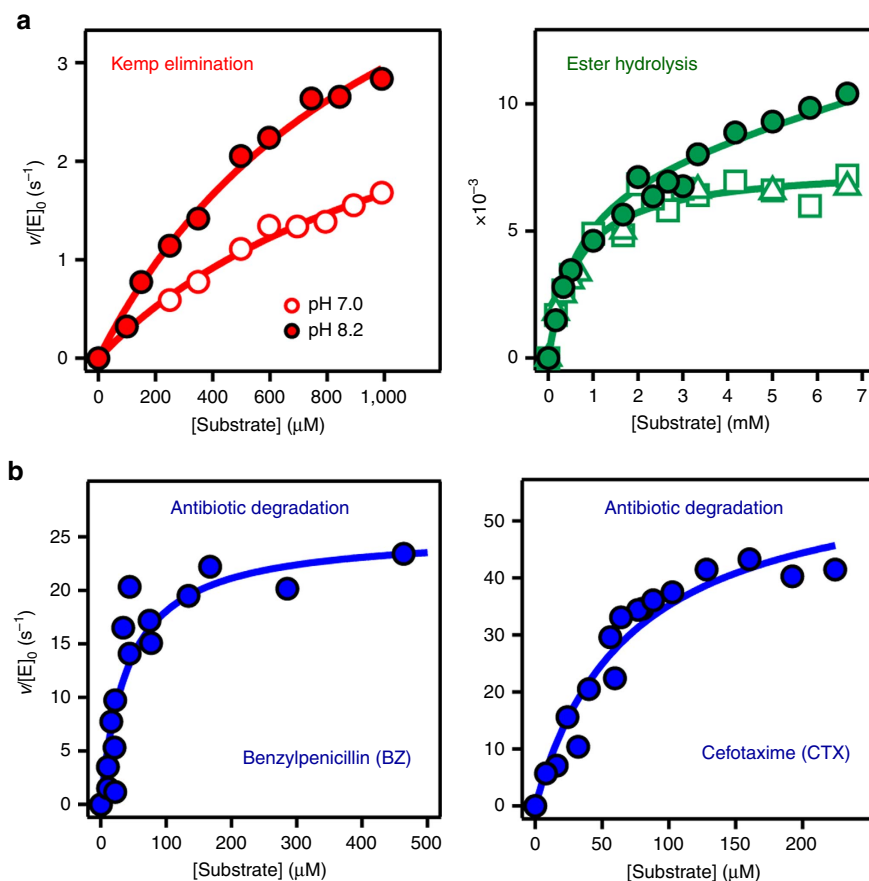 a
Kemp elimination
3
2
1
0
v/[E]₀ (s⁻¹)
pH 7.0
pH 8.2
0 200 400 600 800 1,000
[Substrate] (μM)
Ester hydrolysis
10
5
0
×10⁻³
0 1 2 3 4 5 6 7
[Substrate] (mM)
b
Antibiotic degradation
25
20
15
10
5
0
v/[E]₀ (s⁻¹)
Benzylpenicillin (BZ)
0 100 200 300 400 500
[Substrate] (μM)
Antibiotic degradation
50
40
30
20
10
0
Cefotaxime (CTX)
0 50 100 150 200
[Substrate] (μM)